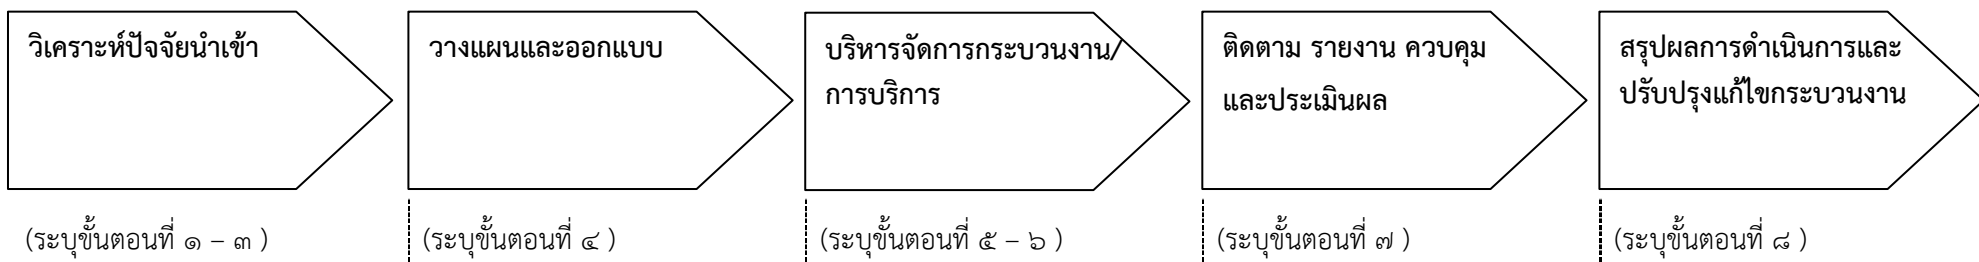 วิเคราะห์ปัจจัยนำเข้า
วางแผนและออกแบบ
บริหารจัดการกระบวนงาน/
การบริการ
ติดตาม รายงาน ควบคุม
และประเมินผล
สรุปผลการดำเนินการและ
ปรับปรุงแก้ไขกระบวนงาน
(ระบุขั้นตอนที่ ๑ – ๓ )
(ระบุขั้นตอนที่ ๔ )
(ระบุขั้นตอนที่ ๕ – ๖ )
(ระบุขั้นตอนที่ ๗ )
(ระบุขั้นตอนที่ ๘ )